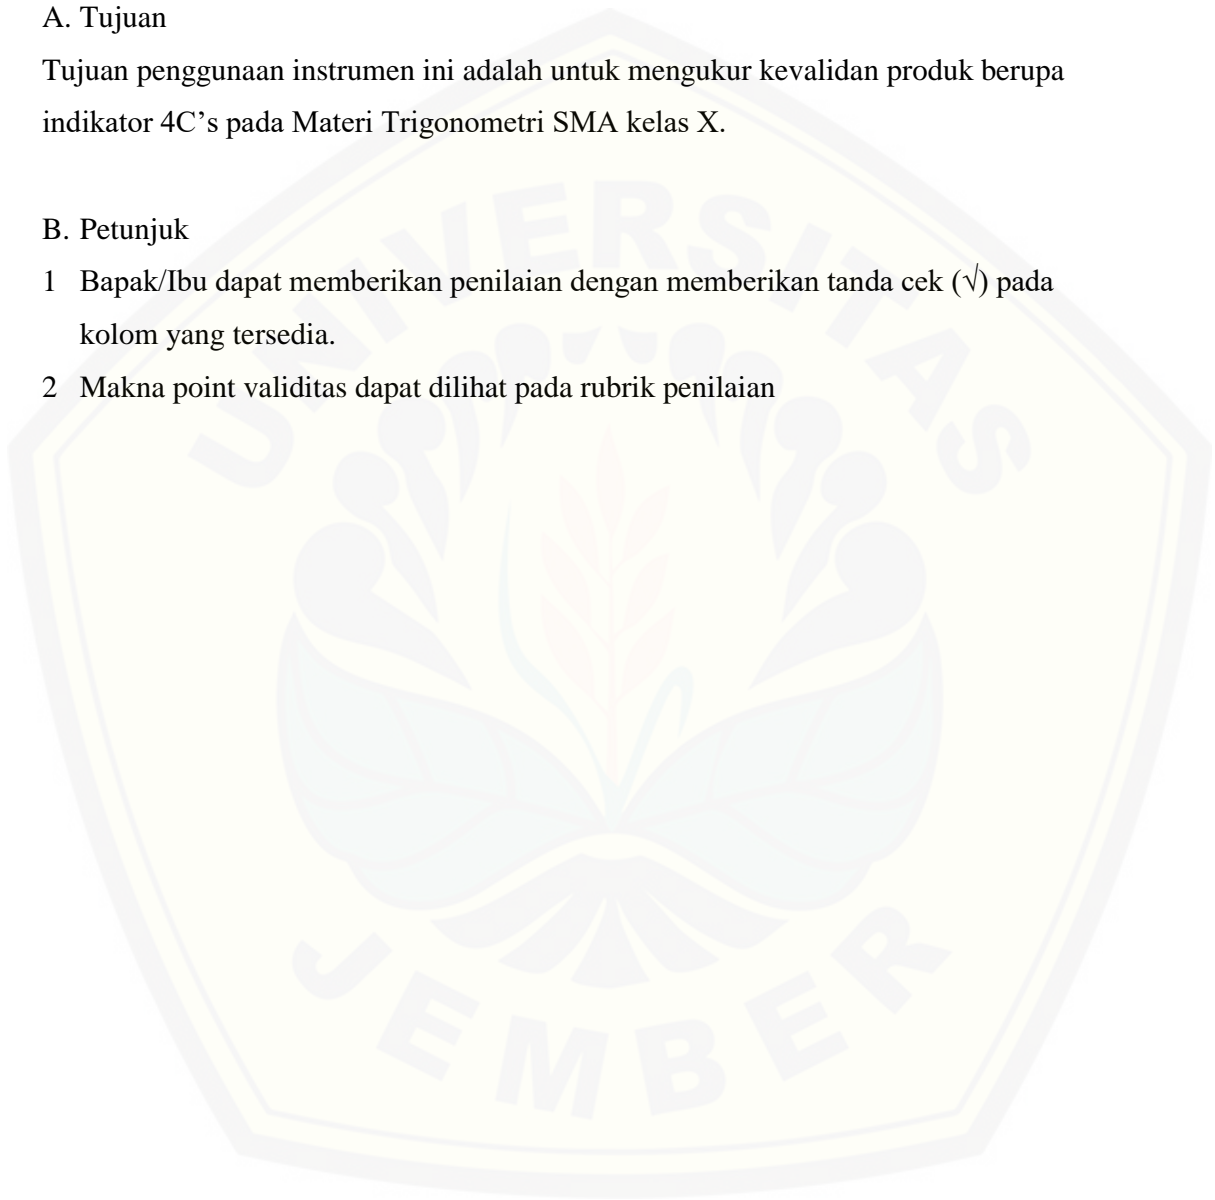 A. Tujuan
Tujuan penggunaan instrumen ini adalah untuk mengukur kevalidan produk berupa
indikator 4C’s pada Materi Trigonometri SMA kelas X.
B. Petunjuk
1 Bapak/Ibu dapat memberikan penilaian dengan memberikan tanda cek (√) pada
kolom yang tersedia.
2 Makna point validitas dapat dilihat pada rubrik penilaian
UNIVERSITAS
JEMBER